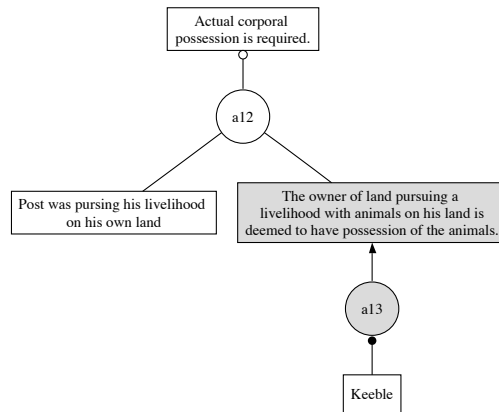 Actual corporal
possession is required.
a12
Post was pursing his livelihood
on his own land
The owner of land pursuing a
livelihood with animals on his land is
deemed to have possession of the animals.
a13
Keeble